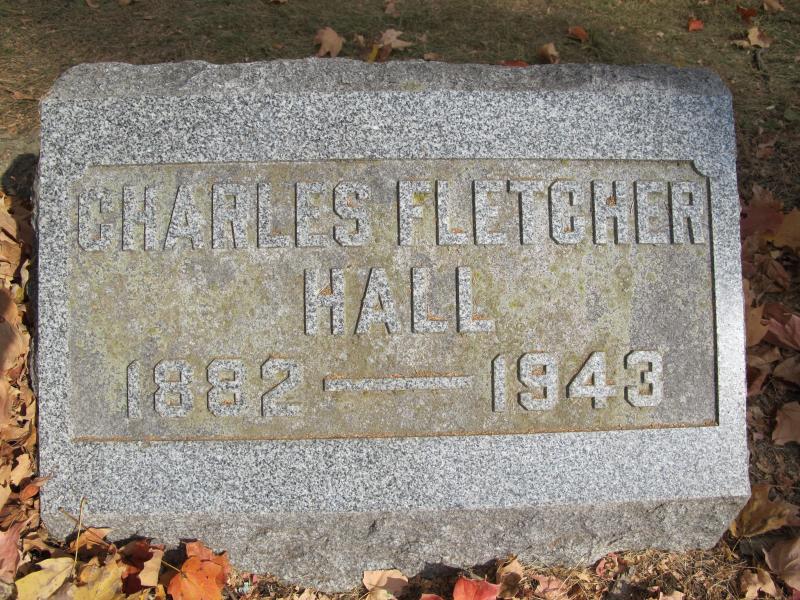 CHARLES FLETCHER
HALL
1882 — 1943